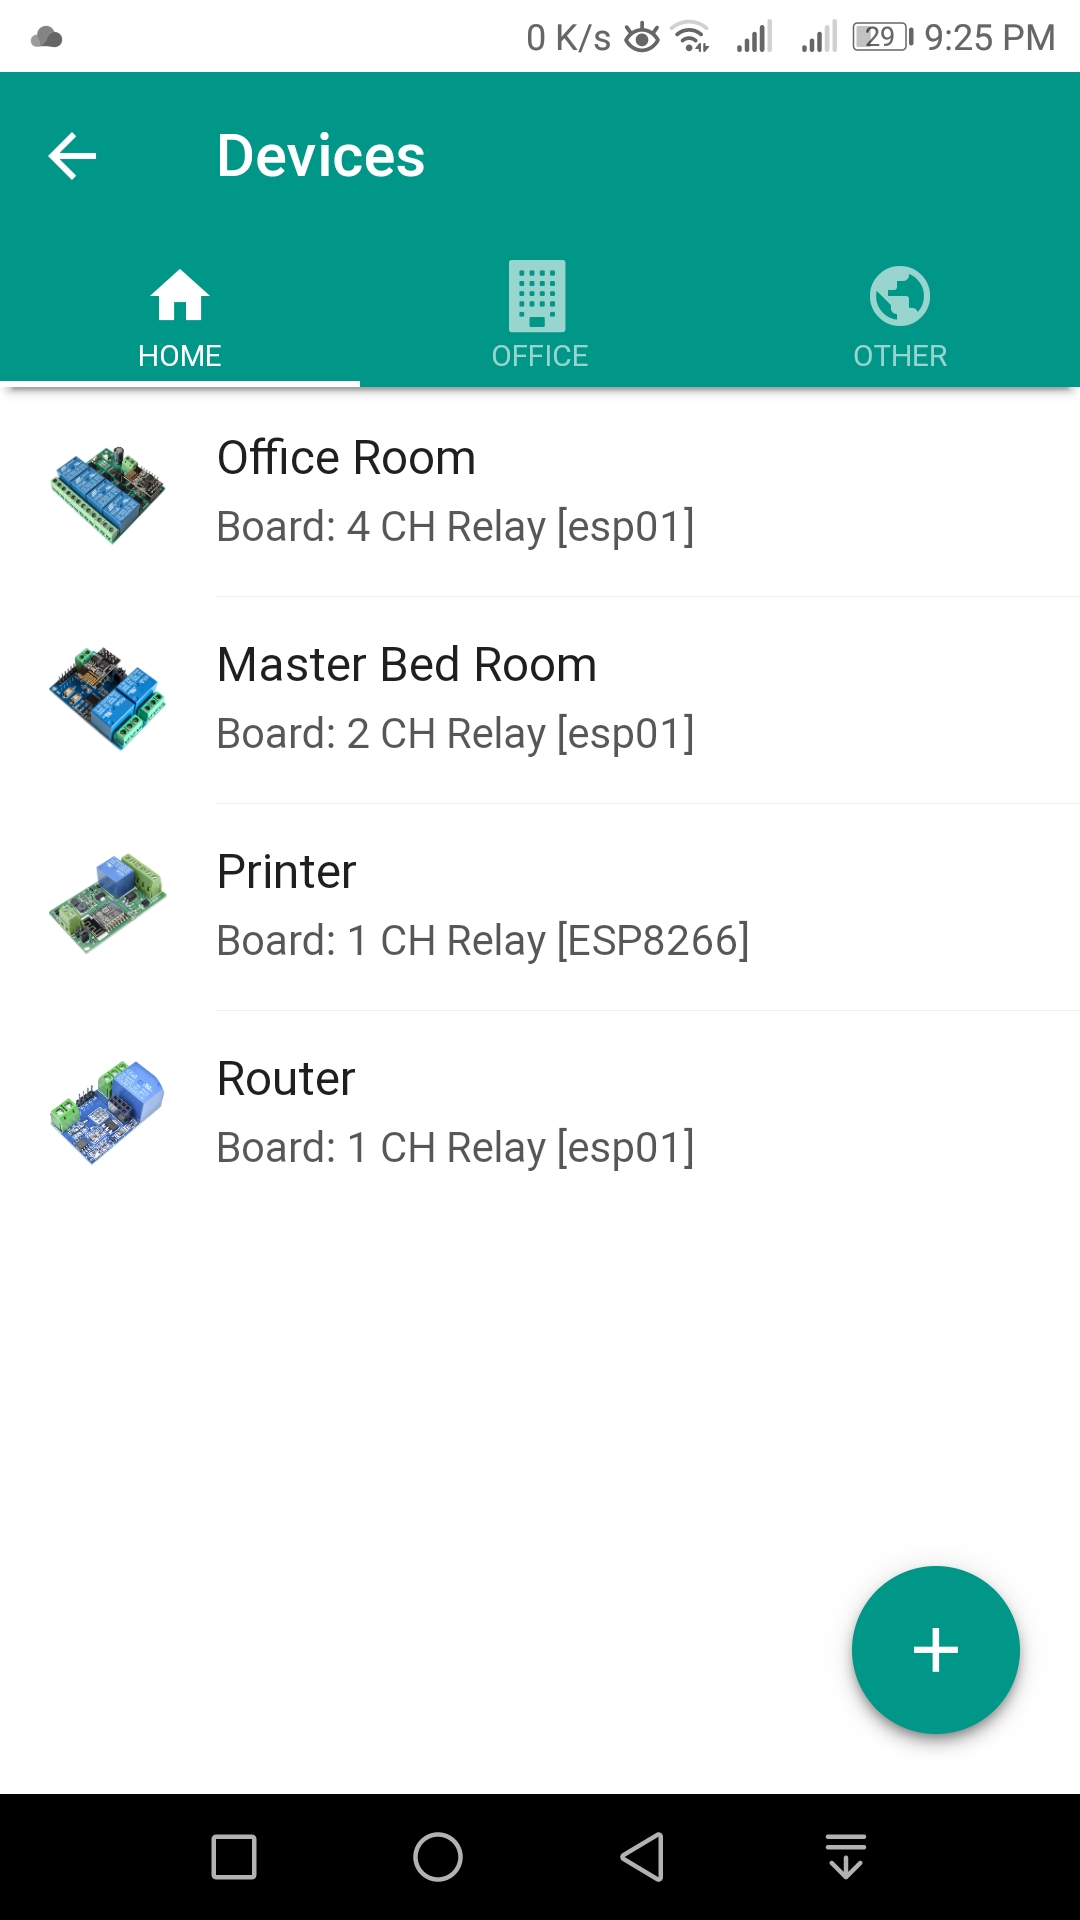 0 K/s 29 9:25 PM
Devices
HOME OFFICE OTHER
Office Room
Board: 4 CH Relay [esp01]
Master Bed Room
Board: 2 CH Relay [esp01]
Printer
Board: 1 CH Relay [ESP8266]
Router
Board: 1 CH Relay [esp01]